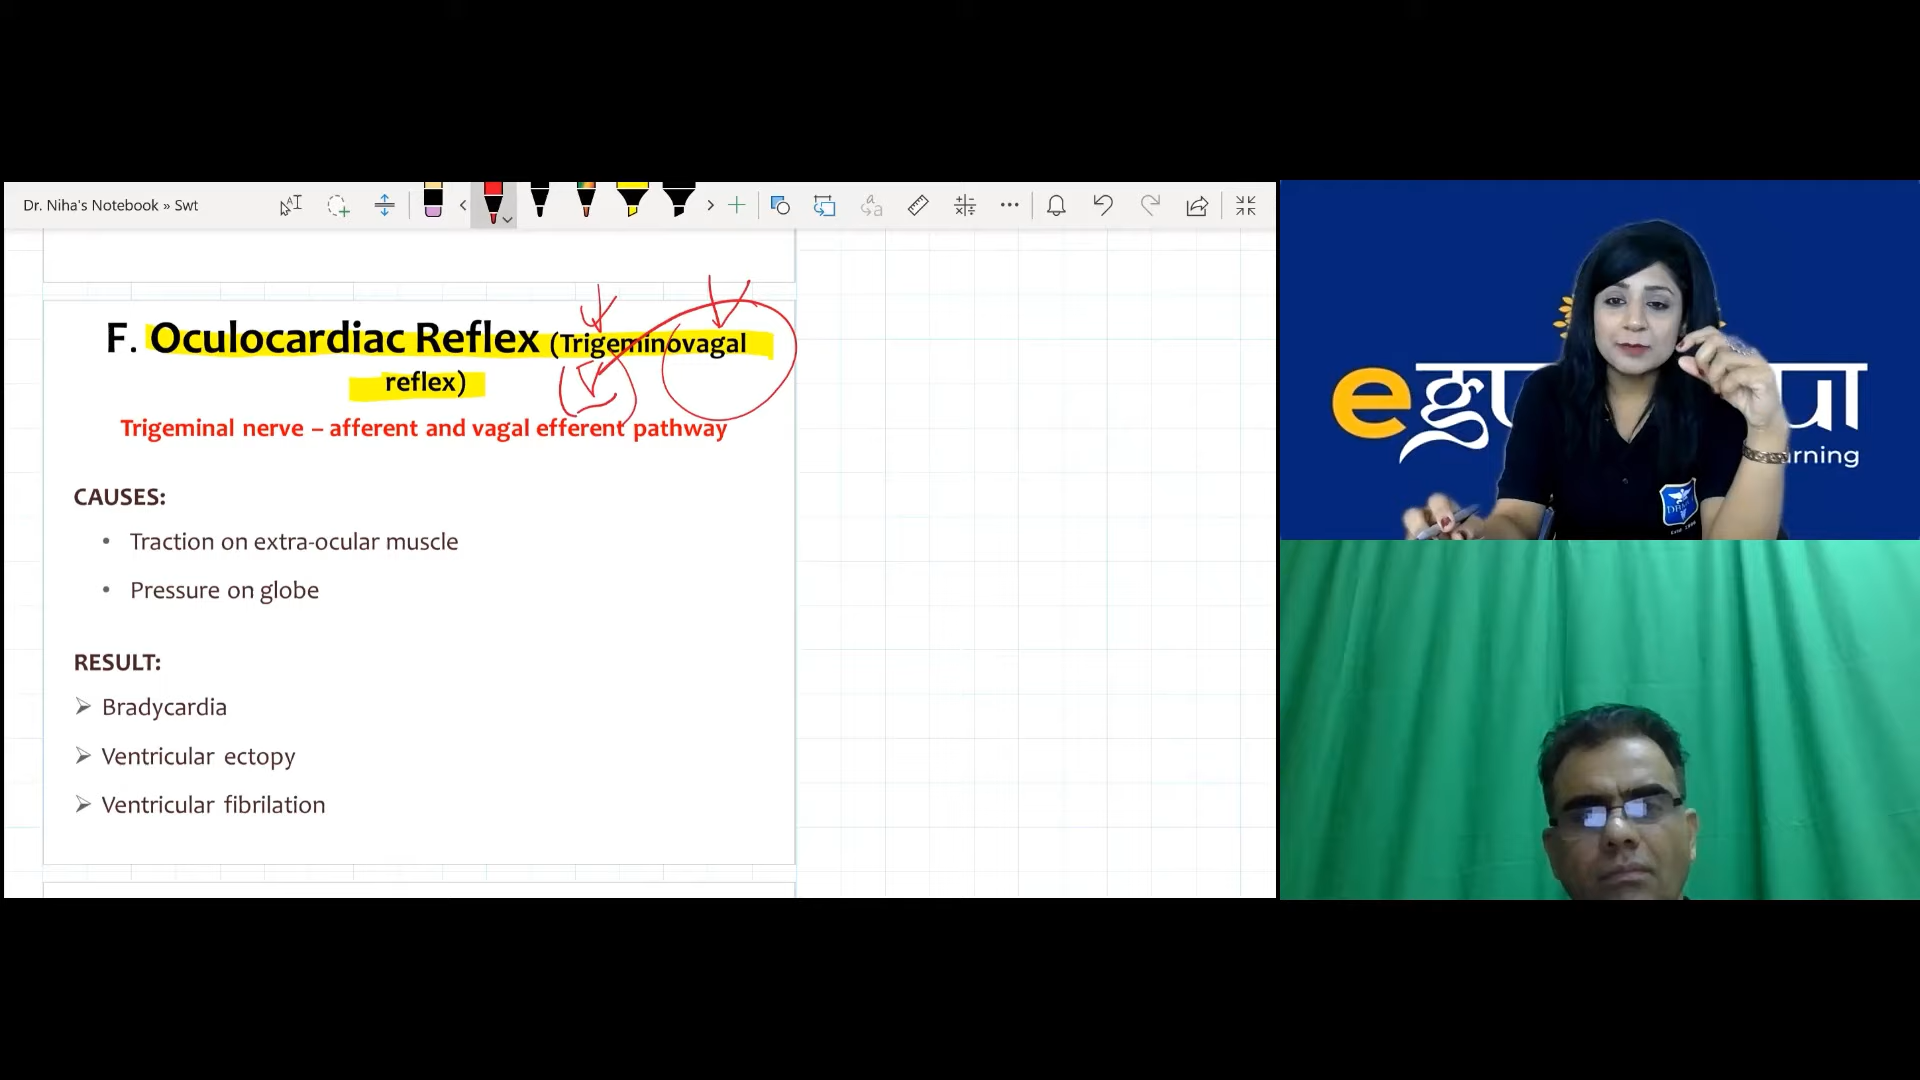 Dr. Niha's Notebook » Swt
F. Oculocardiac Reflex (Trigeminovagal
reflex)
Trigeminal nerve – afferent and vagal efferent pathway
CAUSES:
• Traction on extra-ocular muscle
• Pressure on globe
RESULT:
➢ Bradycardia
➢ Ventricular ectopy
➢ Ventricular fibrilation